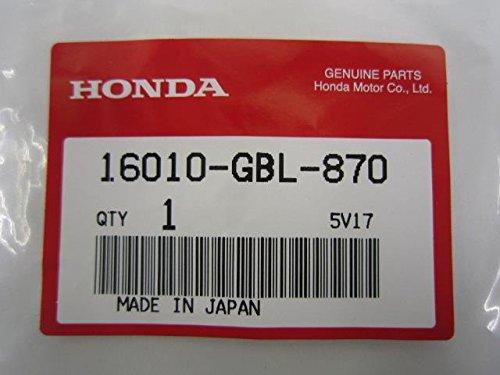 HONDA
GENUINE PARTS
Honda Motor Co., Ltd.
16010-GBL-870
QTY 1 5V17
MADE IN JAPAN